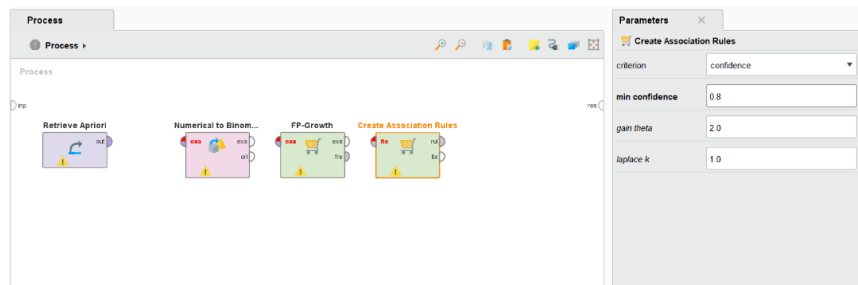 Process
Process
Process
inp
res
Retrieve Apriori
out
Numerical to Binom...
exa
exa
ori
FP-Growth
exa
exa
fre
Create Association Rules
ite
rul
ite
Parameters
Create Association Rules
criterion
confidence
min confidence
0.8
gain theta
2.0
laplace k
1.0